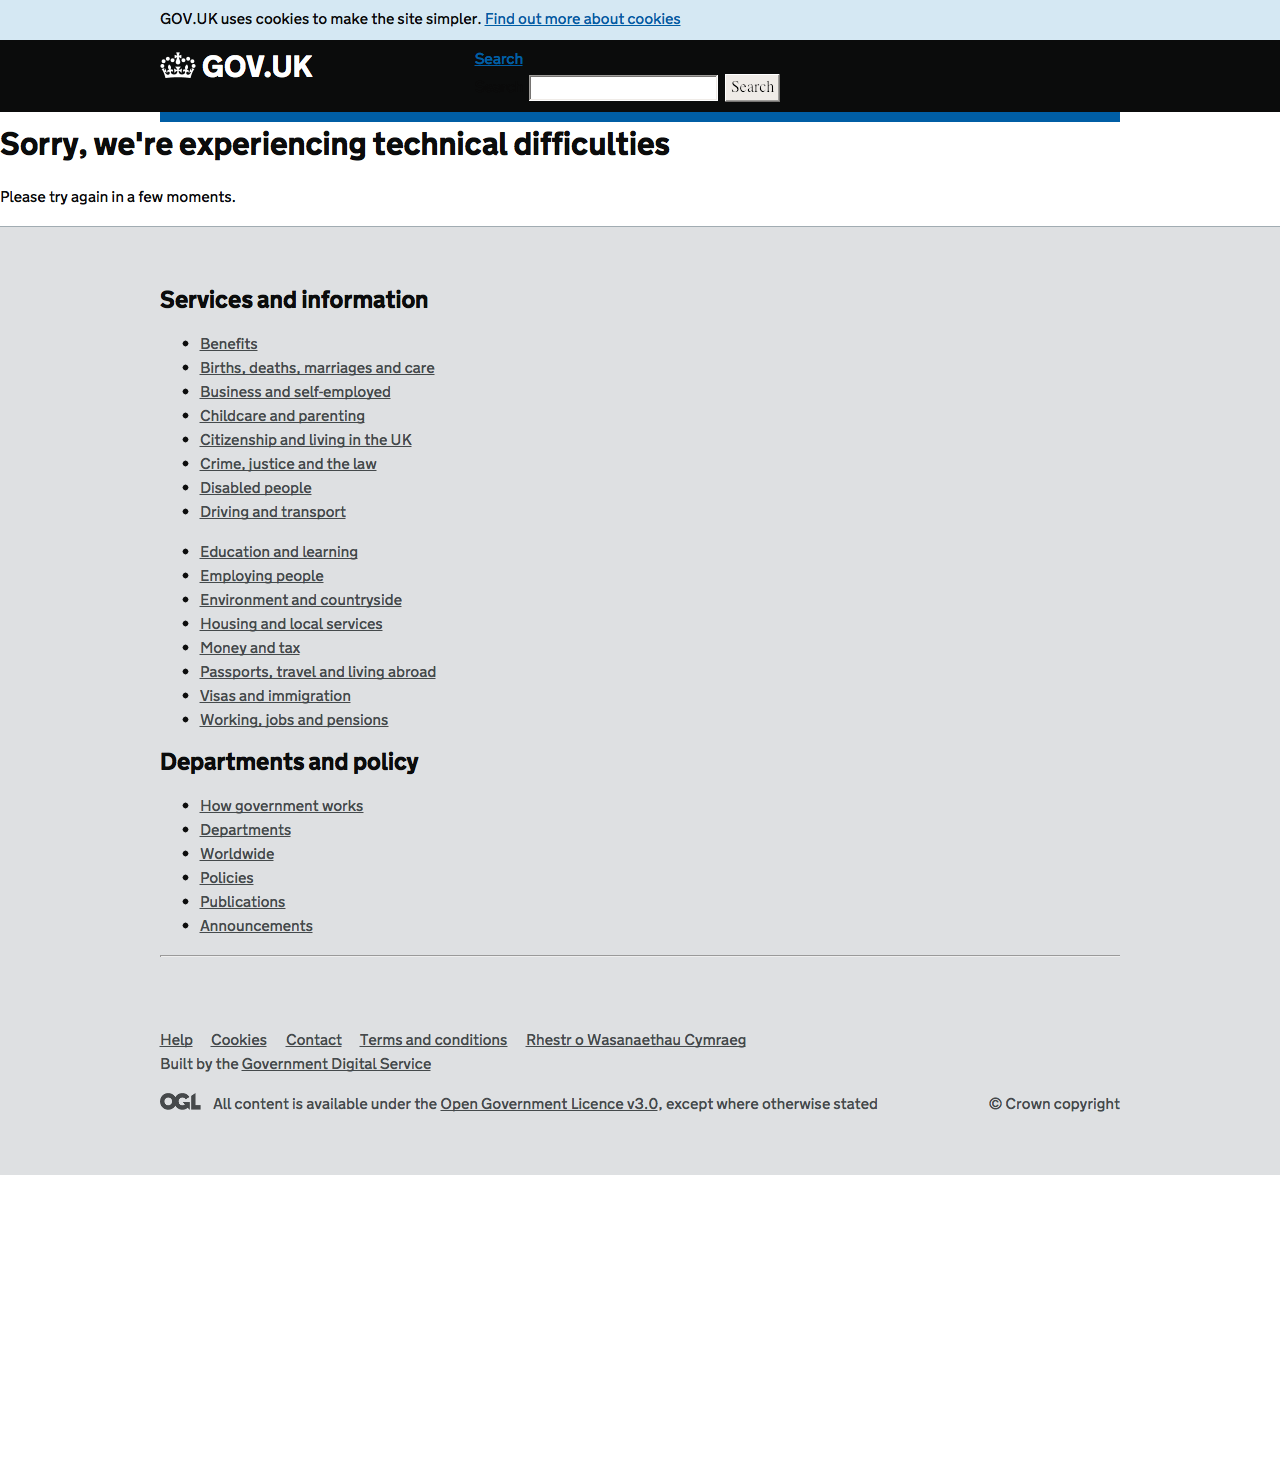 GOV.UK uses cookies to make the site simpler. Find out more about cookies
GOV.UK
Search
Search
Sorry, we're experiencing technical difficulties
Please try again in a few moments.
Services and information
Benefits
Births, deaths, marriages and care
Business and self-employed
Childcare and parenting
Citizenship and living in the UK
Crime, justice and the law
Disabled people
Driving and transport
Education and learning
Employing people
Environment and countryside
Housing and local services
Money and tax
Passports, travel and living abroad
Visas and immigration
Working, jobs and pensions
Departments and policy
How government works
Departments
Worldwide
Policies
Publications
Announcements
Help Cookies Contact Terms and conditions Rhestr o Wasanaethau Cymraeg
Built by the Government Digital Service
OGL All content is available under the Open Government Licence v3.0, except where otherwise stated © Crown copyright